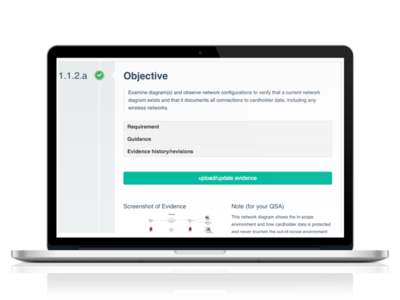 1.1.2.a
Objective
Examine diagram(s) and observe network configurations to verify that a current network
diagram exists and that it documents all connections to cardholder data, including any
wireless networks.
Requirement
Guidance
Evidence history/revisions
upload/update evidence
Screenshot of Evidence
Note (for your QSA)
This network diagram shows the in-scope
environment and how cardholder data is protected
and never touches the out-of-scope environment